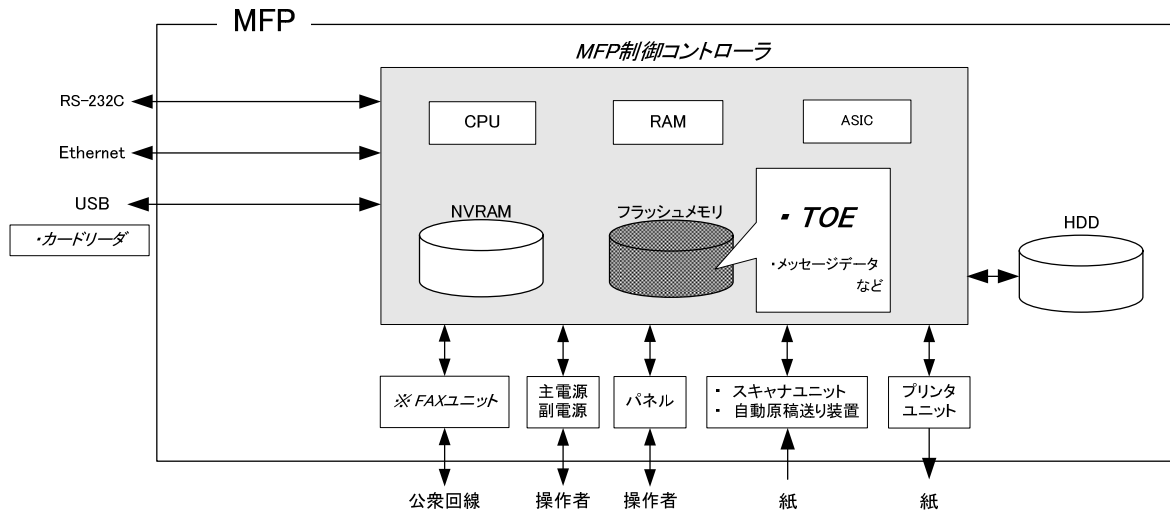 MFP
MFP制御コントローラ
RS-232C
Ethernet
USB
・カードリーダ
CPU
RAM
ASIC
NVRAM
フラッシュメモリ
・TOE
・メッセージデータ
など
HDD
※FAXユニット
主電源
副電源
パネル
・ スキャナユニット
・ 自動原稿送り装置
プリンタ
ユニット
公衆回線
操作者
操作者
紙
紙